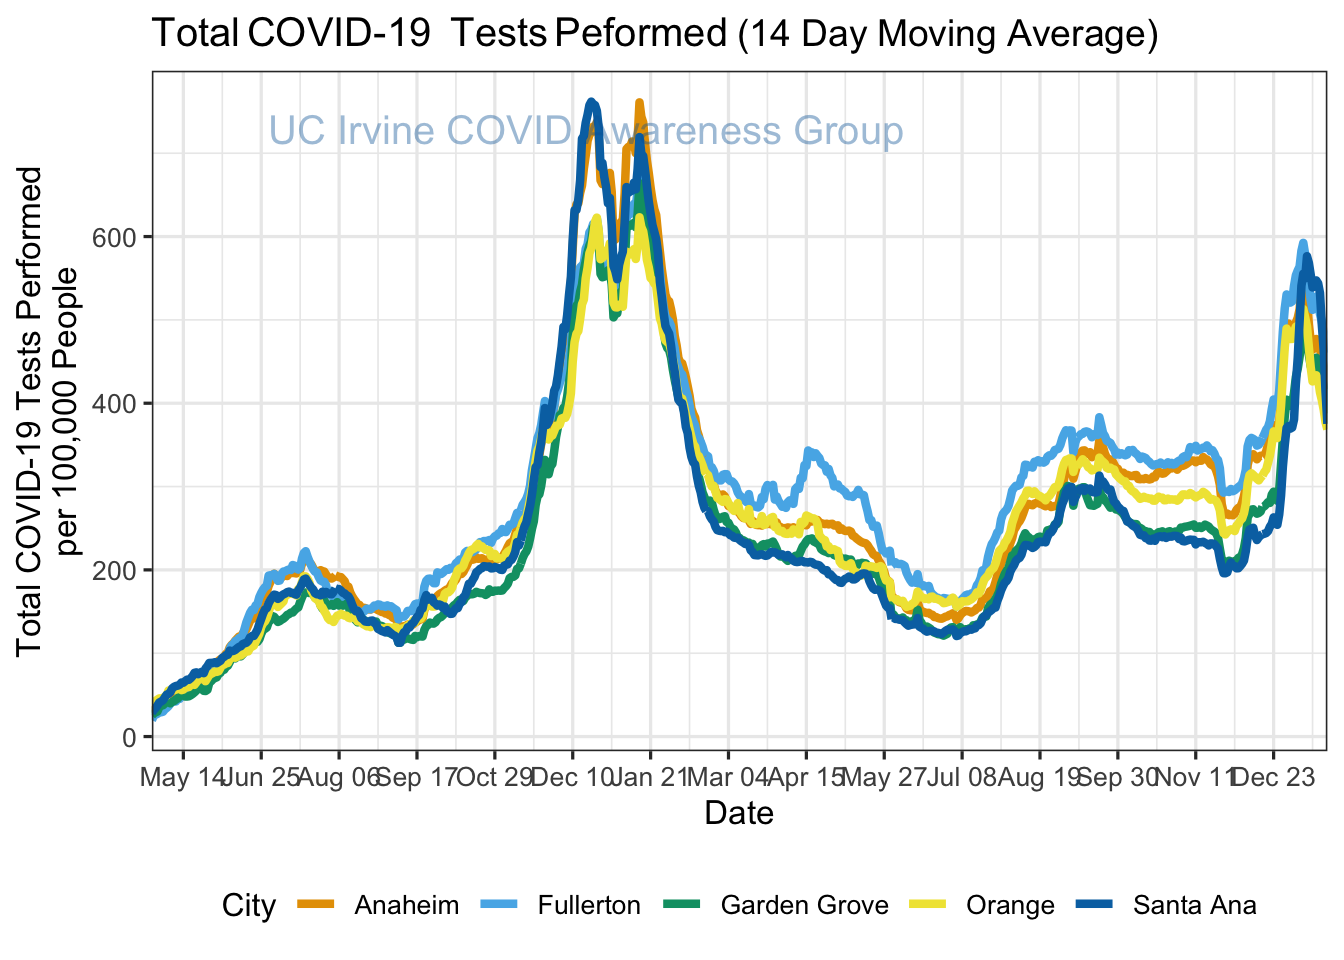 Total COVID-19 Tests Peformed (14 Day Moving Average)
UC Irvine COVID Awareness Group
Total COVID-19 Tests Performed
per 100,000 People
600
400
200
0
May 14 Jun 25 Aug 06 Sep 17 Oct 29 Dec 10 Jan 21 Mar 04 Apr 15 May 27 Jul 08 Aug 19 Sep 30 Nov 11 Dec 23
Date
City Anaheim Fullerton Garden Grove Orange Santa Ana